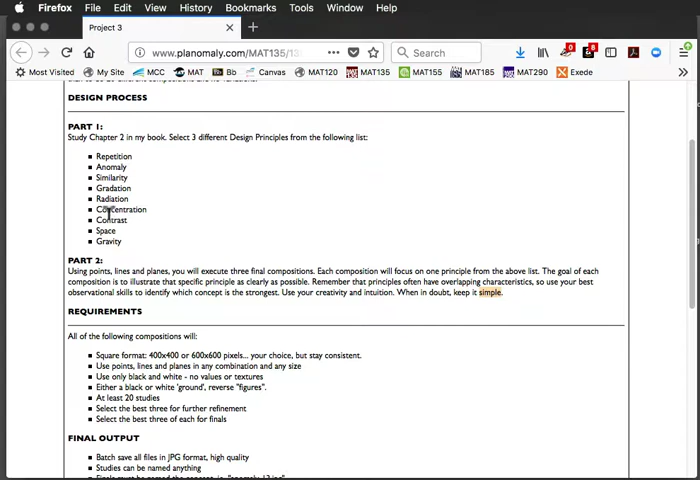 Firefox File Edit View History Bookmarks Tools Window Help
Project 3
www.planomaly.com/MAT135/13
Search
Most Visited My Site MCC MAT Bb Canvas MAT120 MAT135 MAT155 MAT185 MAT290 Exede
DESIGN PROCESS
PART 1:
Study Chapter 2 in my book. Select 3 different Design Principles from the following list:
Repetition
Anomaly
Similarity
Gradation
Radiation
Concentration
Contrast
Space
Gravity
PART 2:
Using points, lines and planes, you will execute three final compositions. Each composition will focus on one principle from the above list. The goal of each
composition is to illustrate that specific principle as clearly as possible. Remember that principles often have overlapping characteristics, so use your best
observational skills to identify which concept is the strongest. Use your creativity and intuition. When in doubt, keep it simple.
REQUIREMENTS
All of the following compositions will:
Square format: 400x400 or 600x600 pixels... your choice, but stay consistent.
Use points, lines and planes in any combination and any size
Use only black and white - no values or textures
Either a black or white 'ground', reverse "figures".
At least 20 studies
Select the best three for further refinement
Select the best three of each for finals
FINAL OUTPUT
Batch save all files in JPG format, high quality
Studies can be named anything